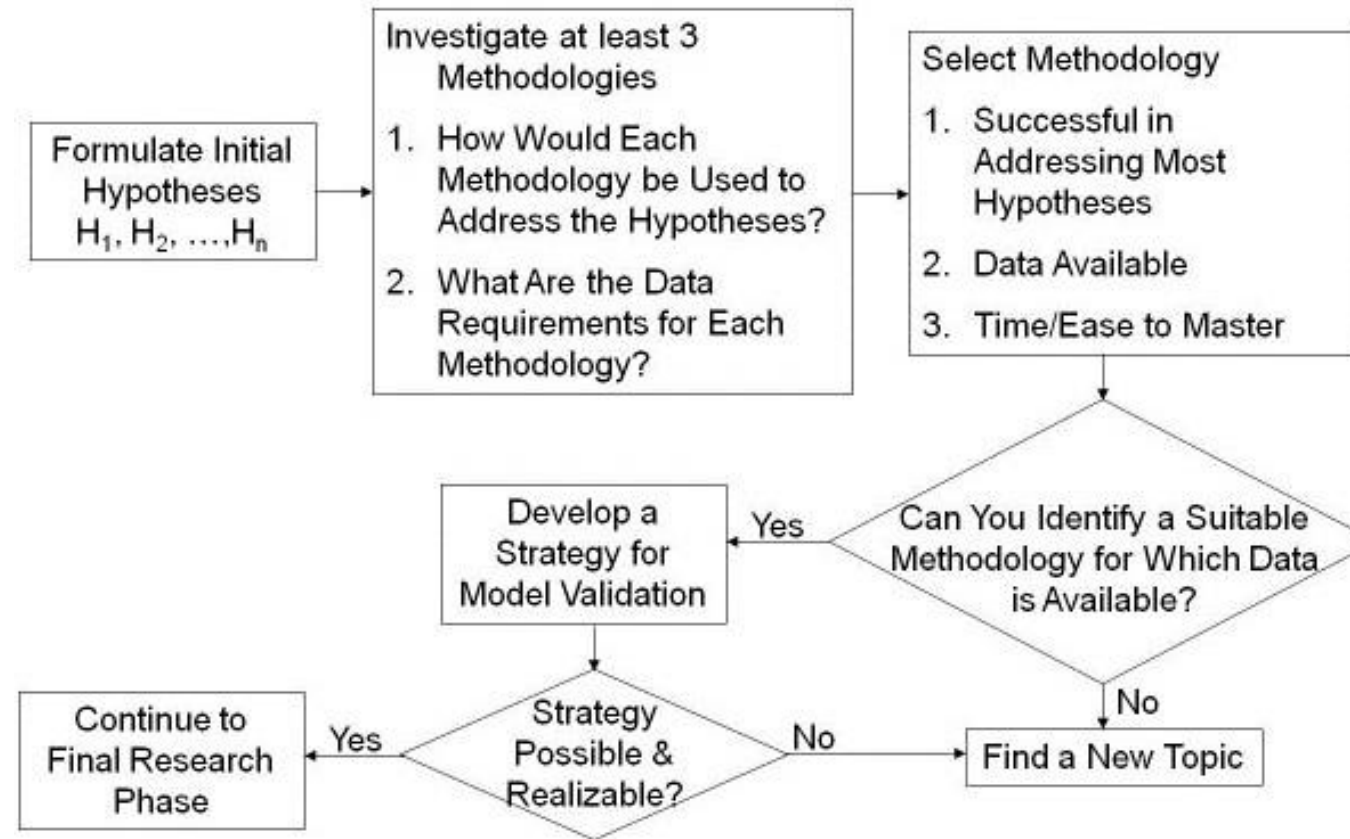 Formulate Initial
Hypotheses
H₁, H₂, …,Hₙ
Investigate at least 3
Methodologies
1. How Would Each
Methodology be Used to
Address the Hypotheses?
2. What Are the Data
Requirements for Each
Methodology?
Select Methodology
1. Successful in
Addressing Most
Hypotheses
2. Data Available
3. Time/Ease to Master
Can You Identify a Suitable
Methodology for Which Data
is Available?
Yes
No
Develop a
Strategy for
Model Validation
Strategy
Possible &
Realizable?
Yes
No
Continue to
Final Research
Phase
Find a New Topic